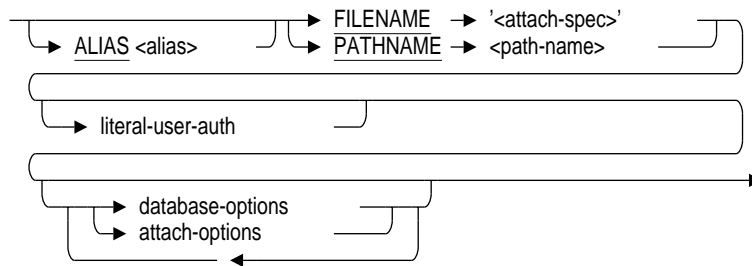 FILENAME '<attach-spec>'
ALIAS <alias> PATHNAME <path-name>
literal-user-auth
database-options
attach-options